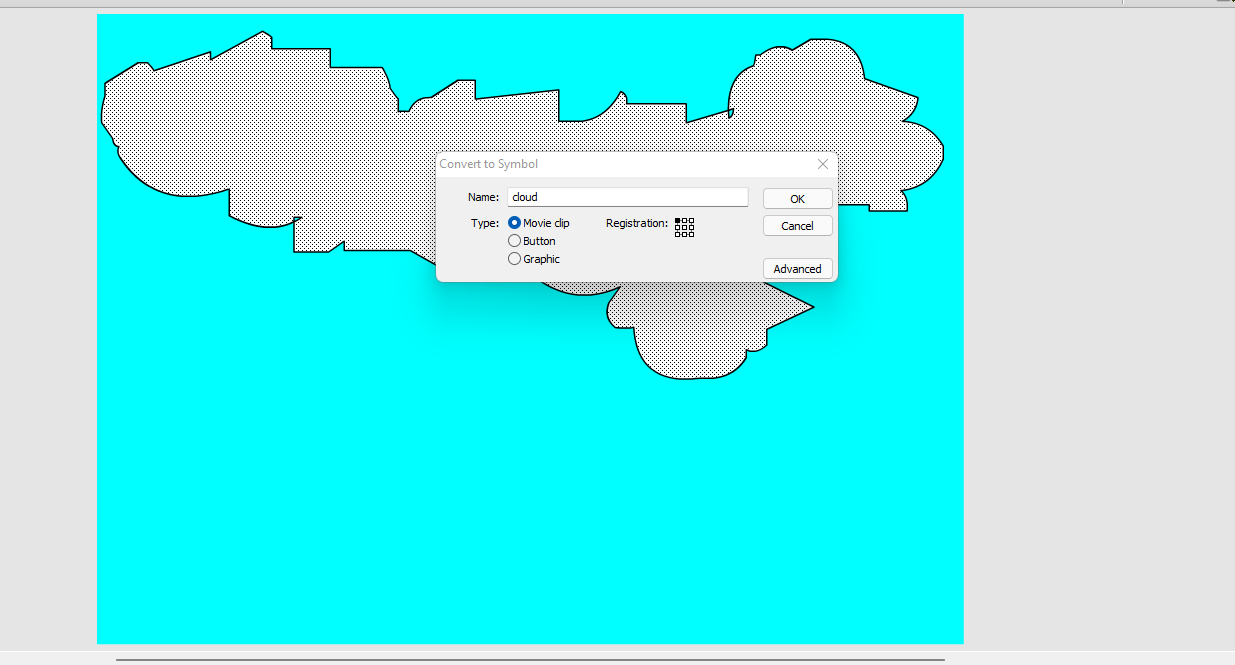 Convert to Symbol
Name: cloud OK
Type: Movie clip Registration: Cancel
Button
Graphic Advanced